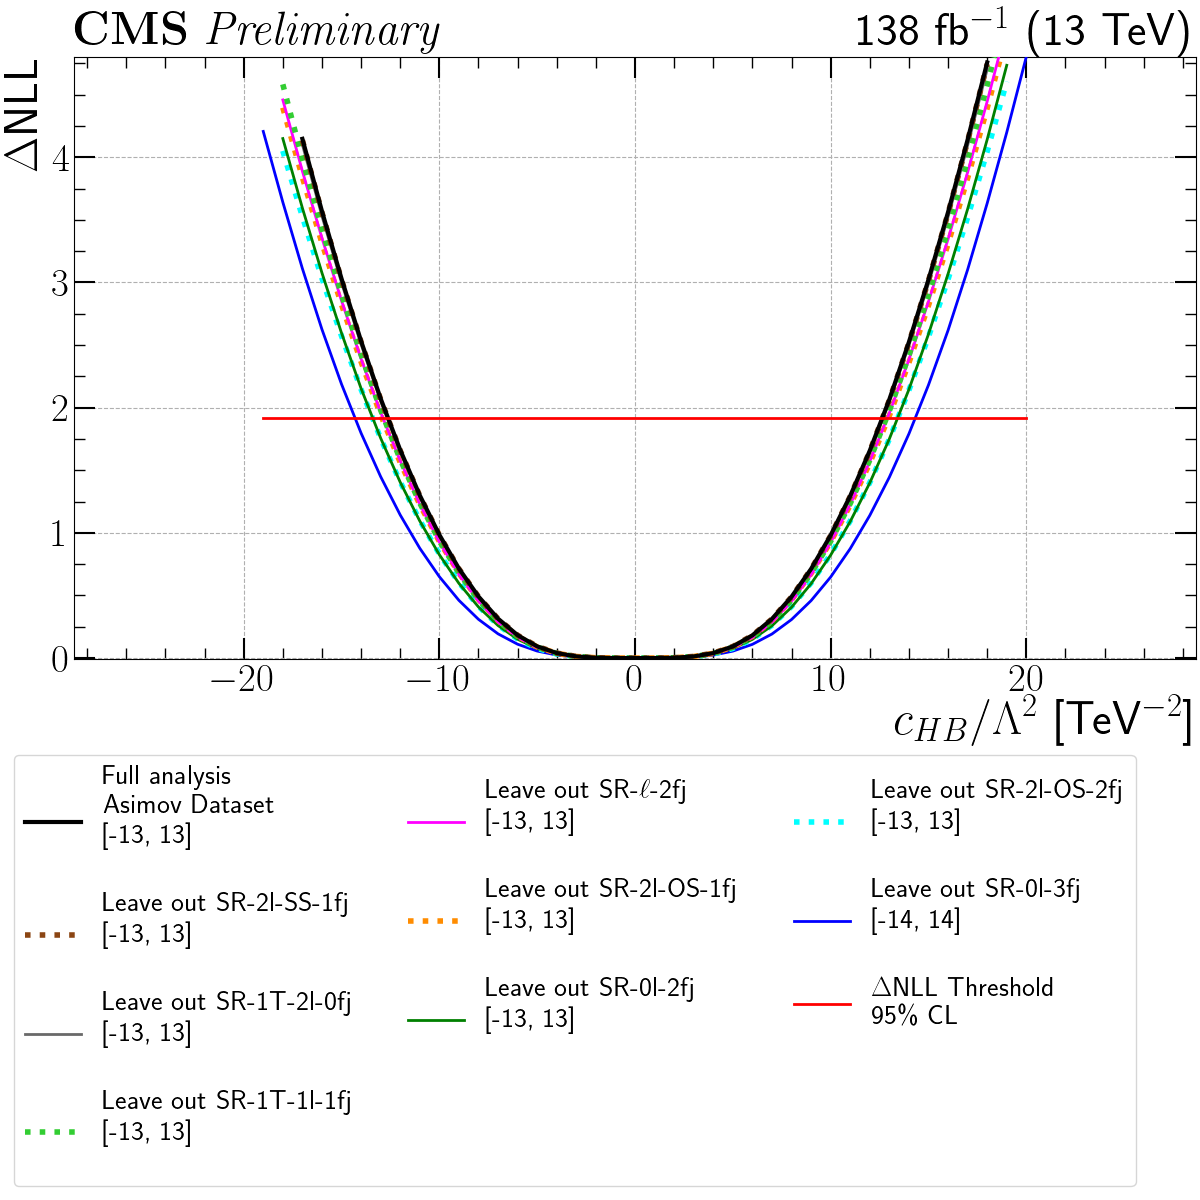 CMS Preliminary 138 fb⁻¹ (13 TeV)
ΔNLL
4
3
2
1
0
−20 −10 0 10 20
c_{HB}/Λ² [TeV⁻²]
Full analysis
Asimov Dataset
[-13, 13]
Leave out SR-2l-SS-1fj
[-13, 13]
Leave out SR-1T-2l-0fj
[-13, 13]
Leave out SR-1T-1l-1fj
[-13, 13]
Leave out SR-ℓ-2fj
[-13, 13]
Leave out SR-2l-OS-1fj
[-13, 13]
Leave out SR-0l-2fj
[-13, 13]
Leave out SR-2l-OS-2fj
[-13, 13]
Leave out SR-0l-3fj
[-14, 14]
ΔNLL Threshold
95% CL